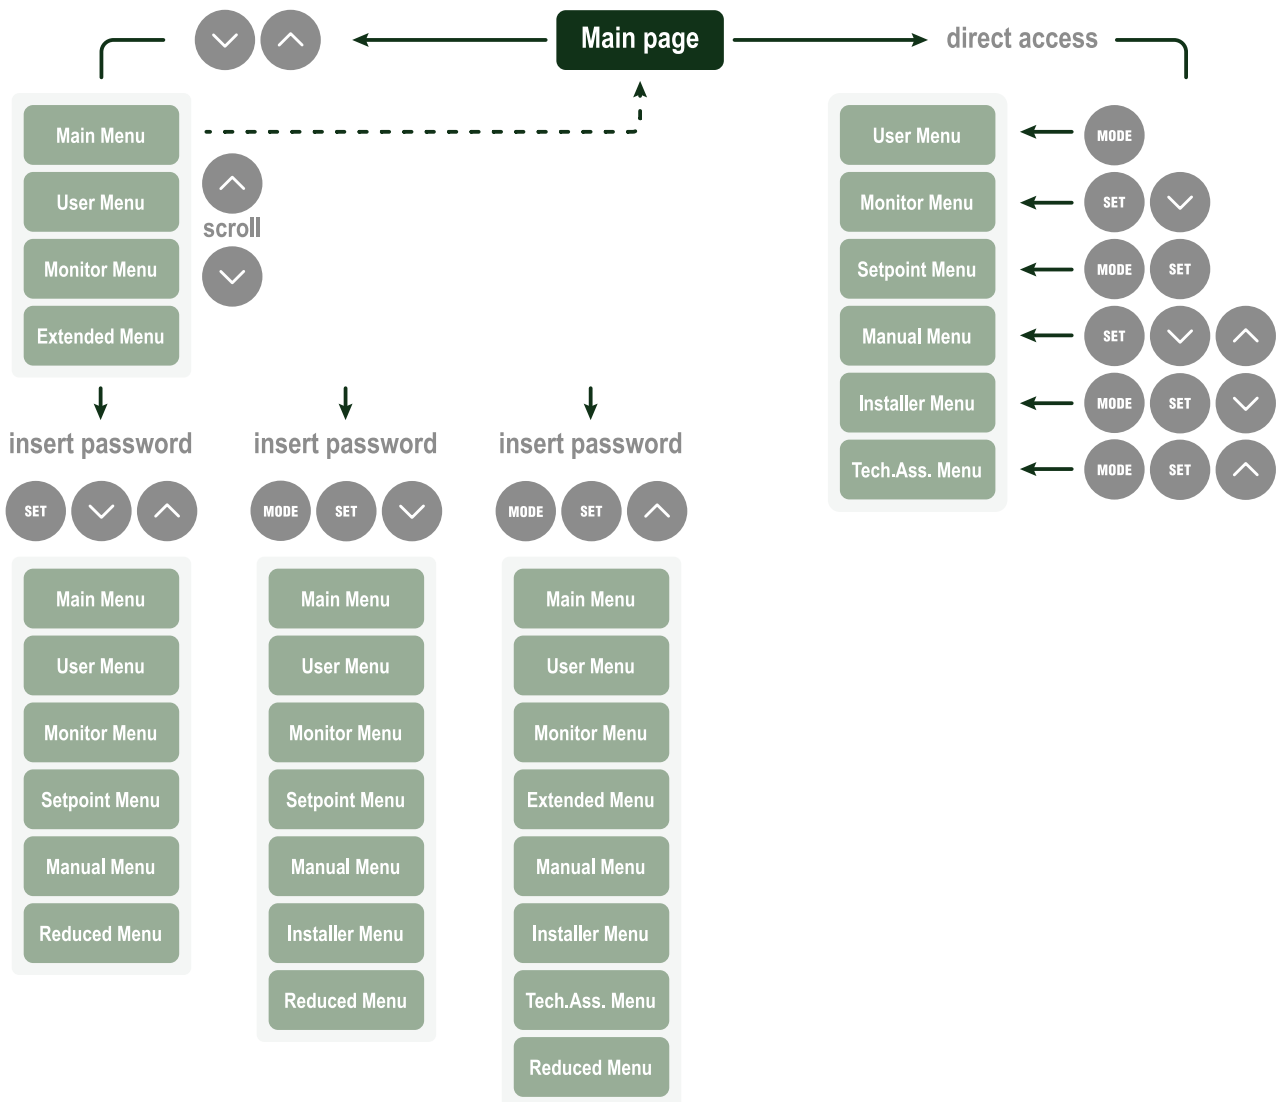 Main page
direct access
Main Menu
User Menu
Monitor Menu
Extended Menu
scroll
User Menu
MODE
Monitor Menu
SET
Setpoint Menu
MODE SET
Manual Menu
SET
Installer Menu
MODE SET
Tech.Ass. Menu
MODE SET
insert password
SET
Main Menu
User Menu
Monitor Menu
Setpoint Menu
Manual Menu
Reduced Menu
insert password
MODE SET
Main Menu
User Menu
Monitor Menu
Setpoint Menu
Manual Menu
Installer Menu
Reduced Menu
insert password
MODE SET
Main Menu
User Menu
Monitor Menu
Extended Menu
Manual Menu
Installer Menu
Tech.Ass. Menu
Reduced Menu